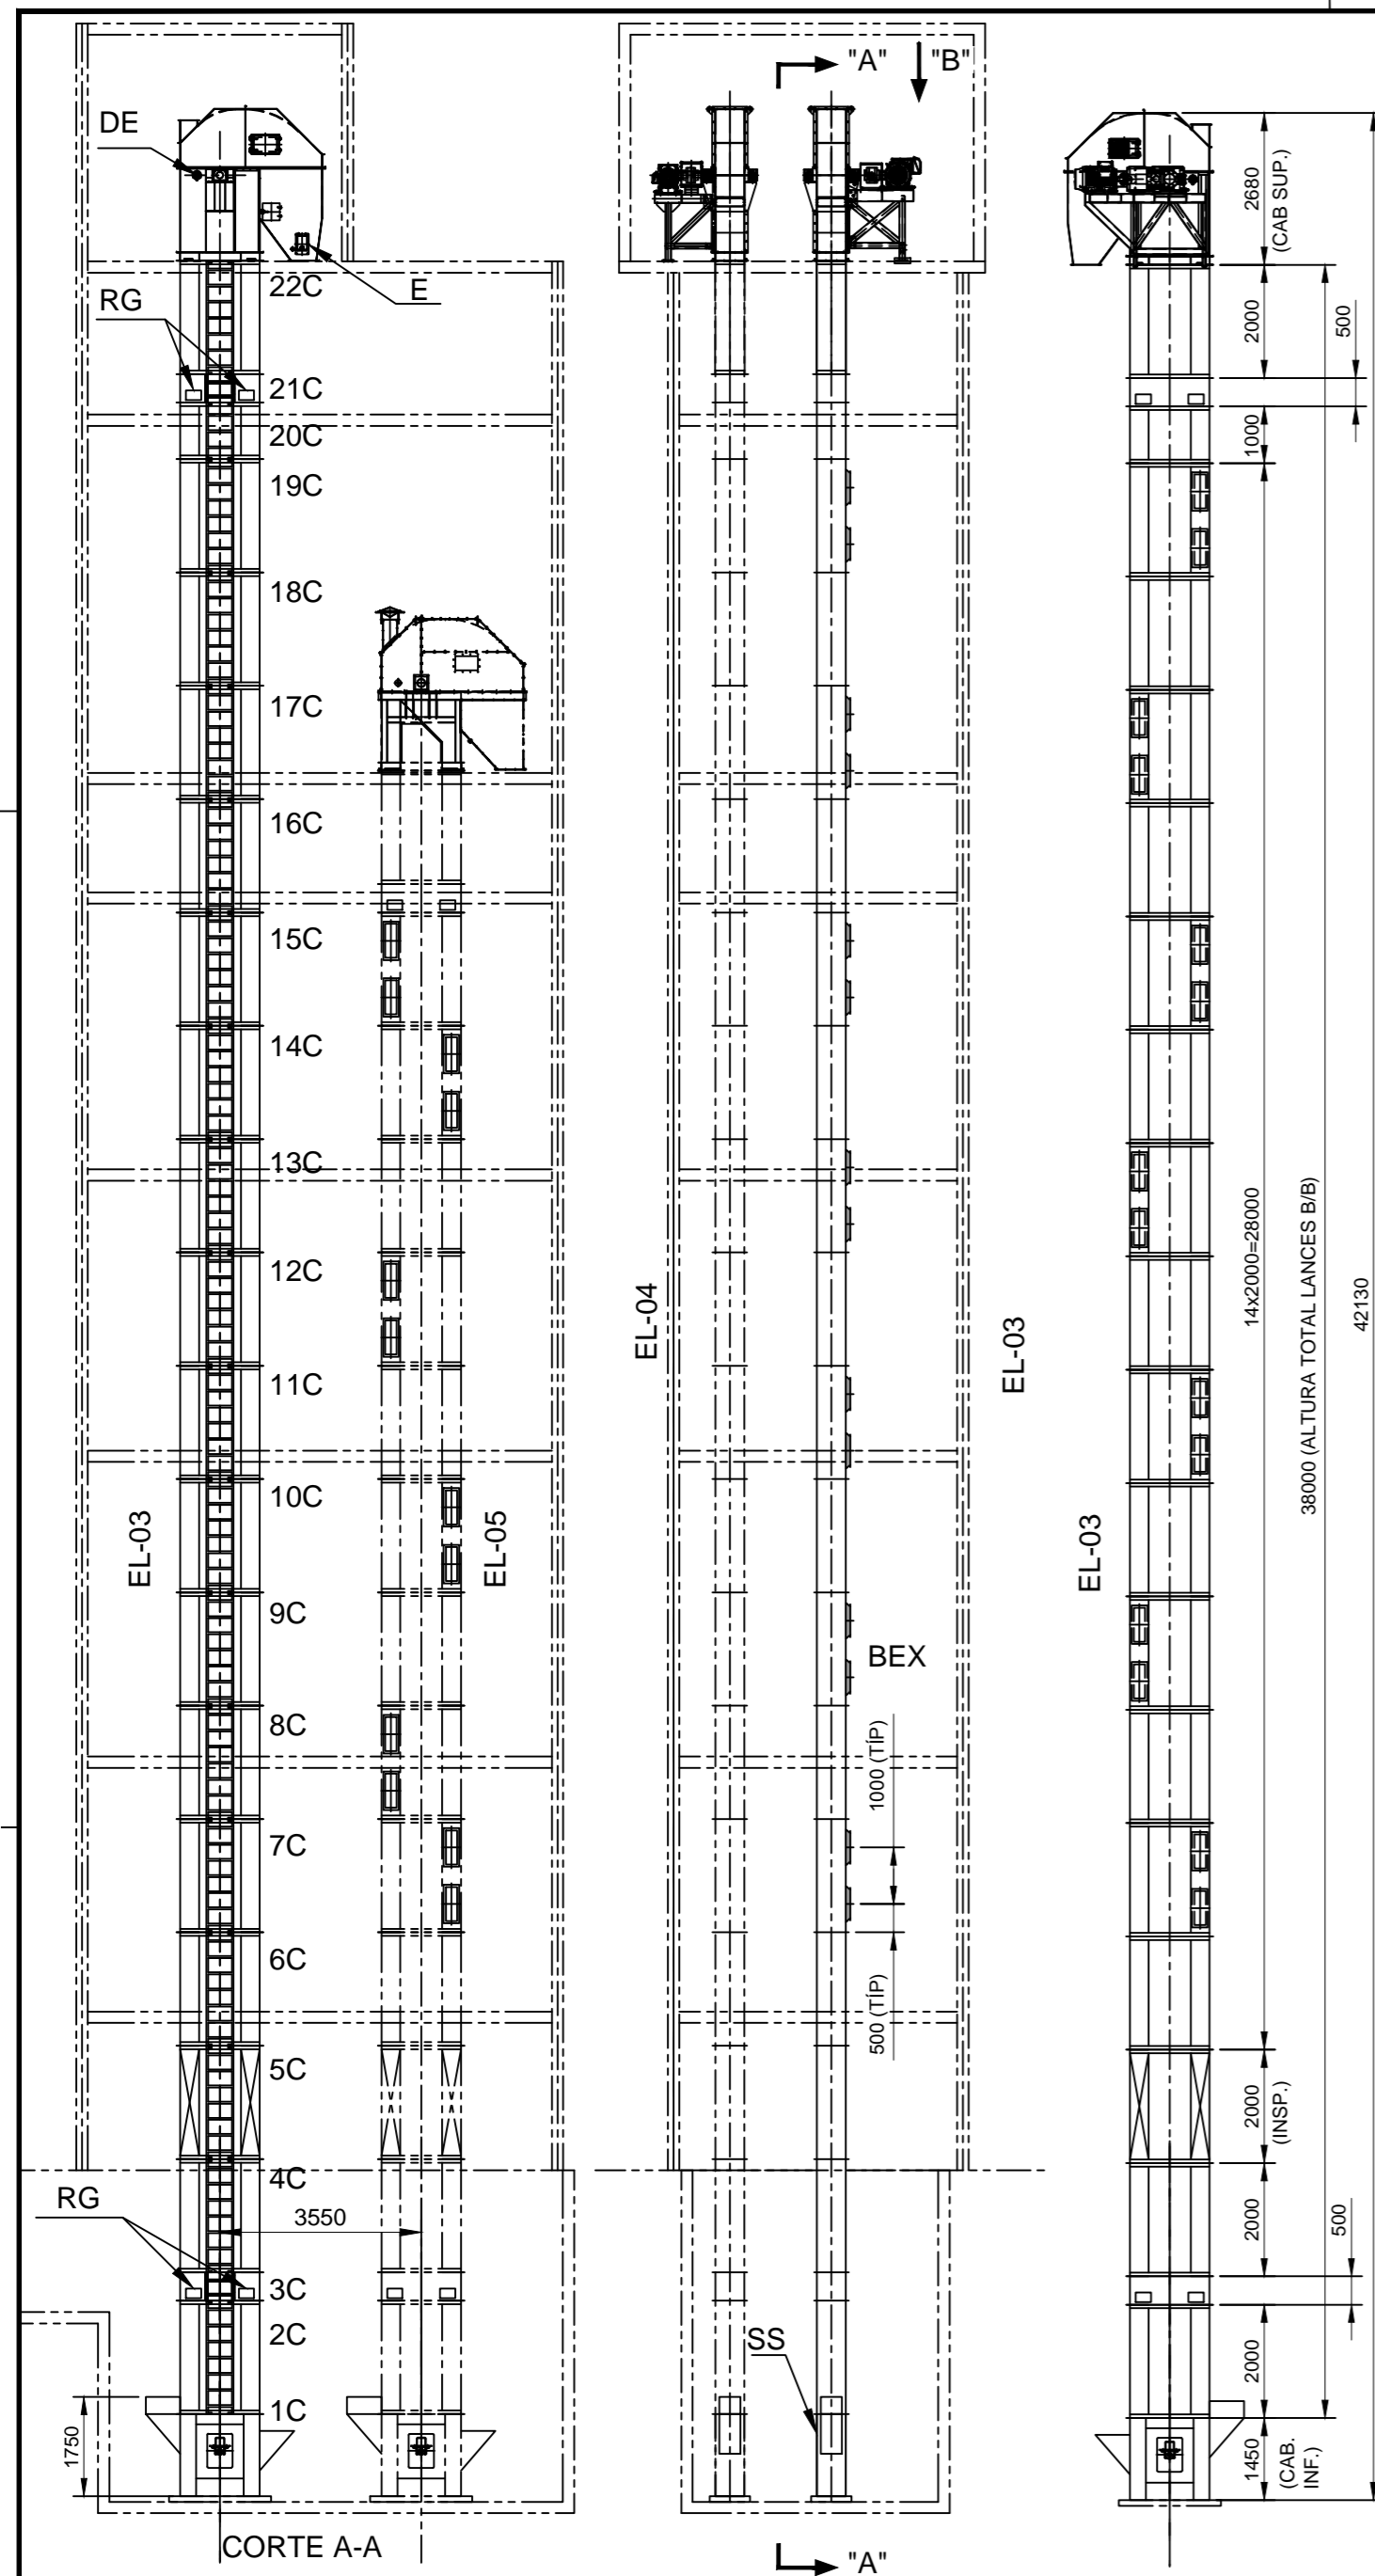 "A"
"B"
DE
E
RG
22C
21C
20C
19C
18C
17C
16C
15C
14C
13C
12C
11C
10C
9C
8C
7C
6C
5C
4C
3C
2C
1C
EL-03
EL-05
RG
3550
1750
CORTE A-A
EL-04
EL-03
BEX
1000 (TÍP)
500 (TÍP)
SS
"A"
EL-03
2680
(CAB SUP.)
2000
500
1000
14x2000=28000
38000 (ALTURA TOTAL LANCES B/B)
42130
2000
(INSP.)
2000
500
2000
1450
(CAB.
INF.)